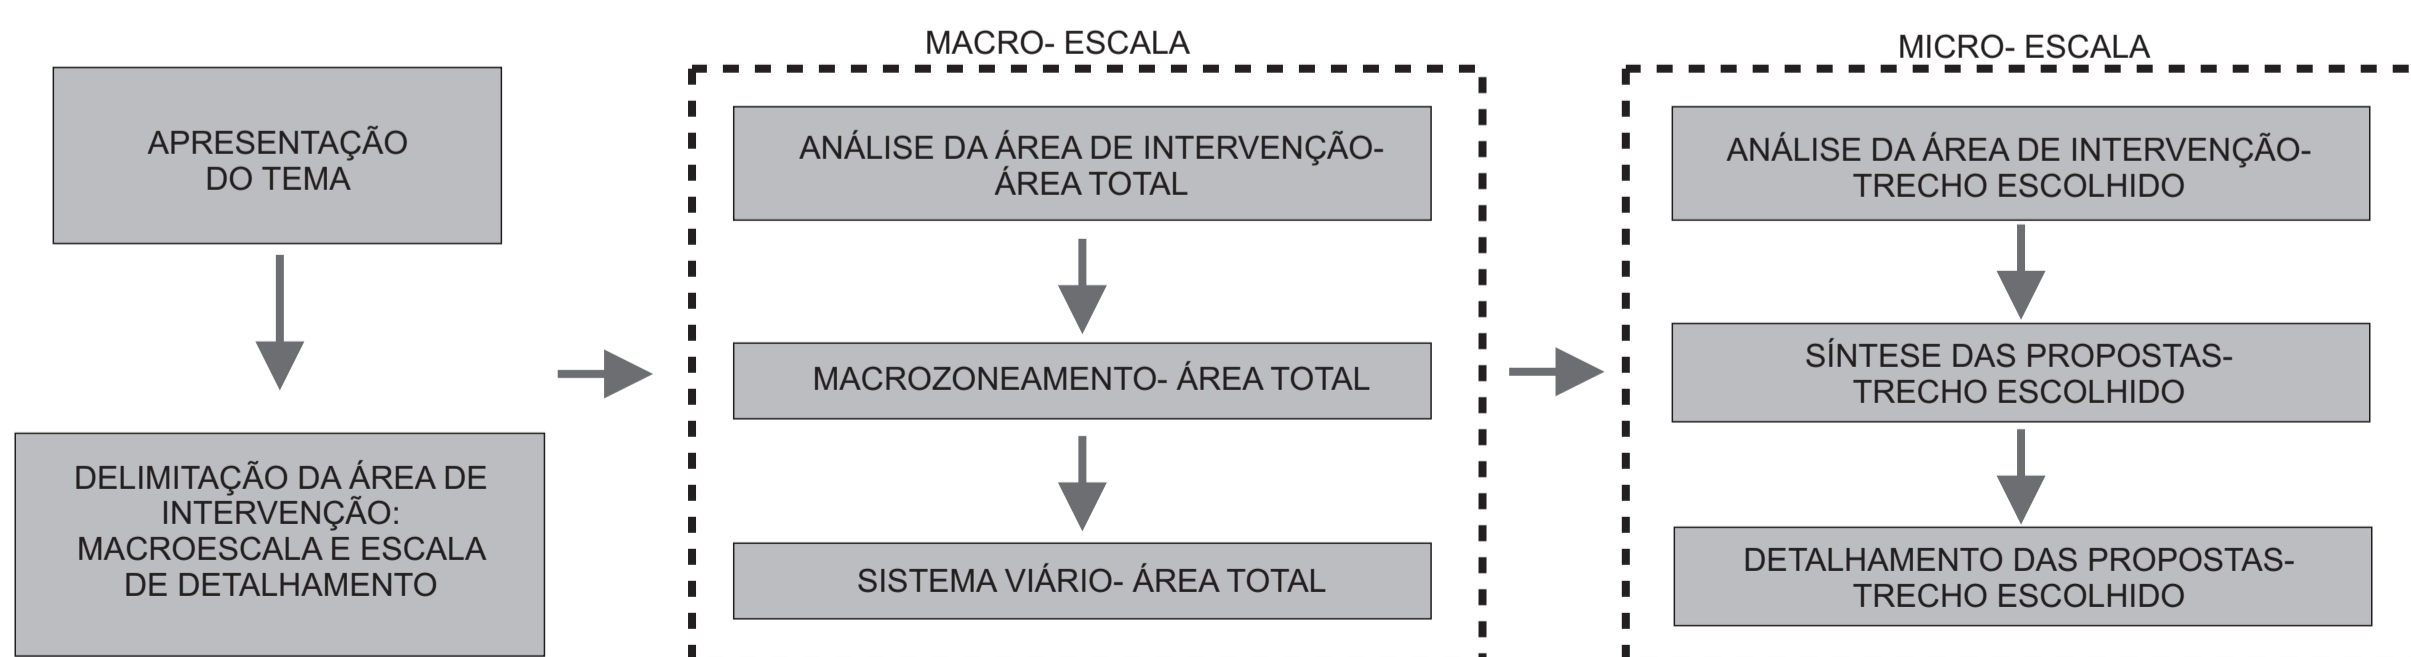 APRESENTAÇÃO
DO TEMA
DELIMITAÇÃO DA ÁREA DE
INTERVENÇÃO:
MACROESCALA E ESCALA
DE DETALHAMENTO
MACRO- ESCALA
ANÁLISE DA ÁREA DE INTERVENÇÃO-
ÁREA TOTAL
MACROZONEAMENTO- ÁREA TOTAL
SISTEMA VIÁRIO- ÁREA TOTAL
MICRO- ESCALA
ANÁLISE DA ÁREA DE INTERVENÇÃO-
TRECHO ESCOLHIDO
SÍNTESE DAS PROPOSTAS-
TRECHO ESCOLHIDO
DETALHAMENTO DAS PROPOSTAS-
TRECHO ESCOLHIDO